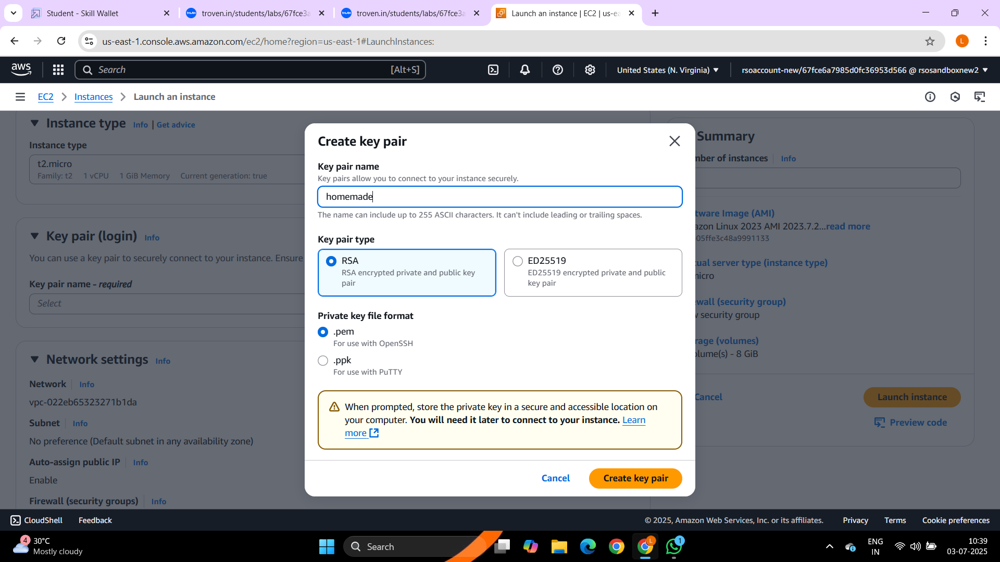 Student - Skill Wallet
troven.in/students/labs/67fce3a
troven.in/students/labs/67fce3a
Launch an instance | EC2 | us-ea
us-east-1.console.aws.amazon.com/ec2/home?region=us-east-1#LaunchInstances:
L
aws
Search
[Alt+S]
United States (N. Virginia)
rsoaccount-new/67fce6a7985d0fc36953d566 @ rsosandboxnew2
EC2
Instances
Launch an instance
Instance type
Info
| Get advice
Instance type
t2.micro
Family: t2 1 vCPU 1 GiB Memory Current generation: true
Key pair (login)
Info
You can use a key pair to securely connect to your instance. Ensure
Key pair name - required
Select
Network settings
Info
Network
Info
vpc-022eb65323271b1da
Subnet
Info
No preference (Default subnet in any availability zone)
Auto-assign public IP
Info
Enable
Firewall (security groups)
Info
Create key pair
Key pair name
Key pairs allow you to connect to your instance securely.
homemade
The name can include up to 255 ASCII characters. It can't include leading or trailing spaces.
Key pair type
RSA
RSA encrypted private and public key
pair
ED25519
ED25519 encrypted private and public
key pair
Private key file format
.pem
For use with OpenSSH
.ppk
For use with PuTTY
When prompted, store the private key in a secure and accessible location on
your computer. You will need it later to connect to your instance. Learn
more
Cancel
Create key pair
Summary
mber of instances
Info
tware Image (AMI)
azon Linux 2023 AMI 2023.7.2...read more
05ffe3c48a9991133
tual server type (instance type)
micro
ewall (security group)
w security group
rage (volumes)
olume(s) - 8 GiB
Cancel
Launch instance
Preview code
CloudShell
Feedback
© 2025, Amazon Web Services, Inc. or its affiliates.
Privacy
Terms
Cookie preferences
4
30°C
Mostly cloudy
Search
L
1
ENG
IN
10:39
03-07-2025